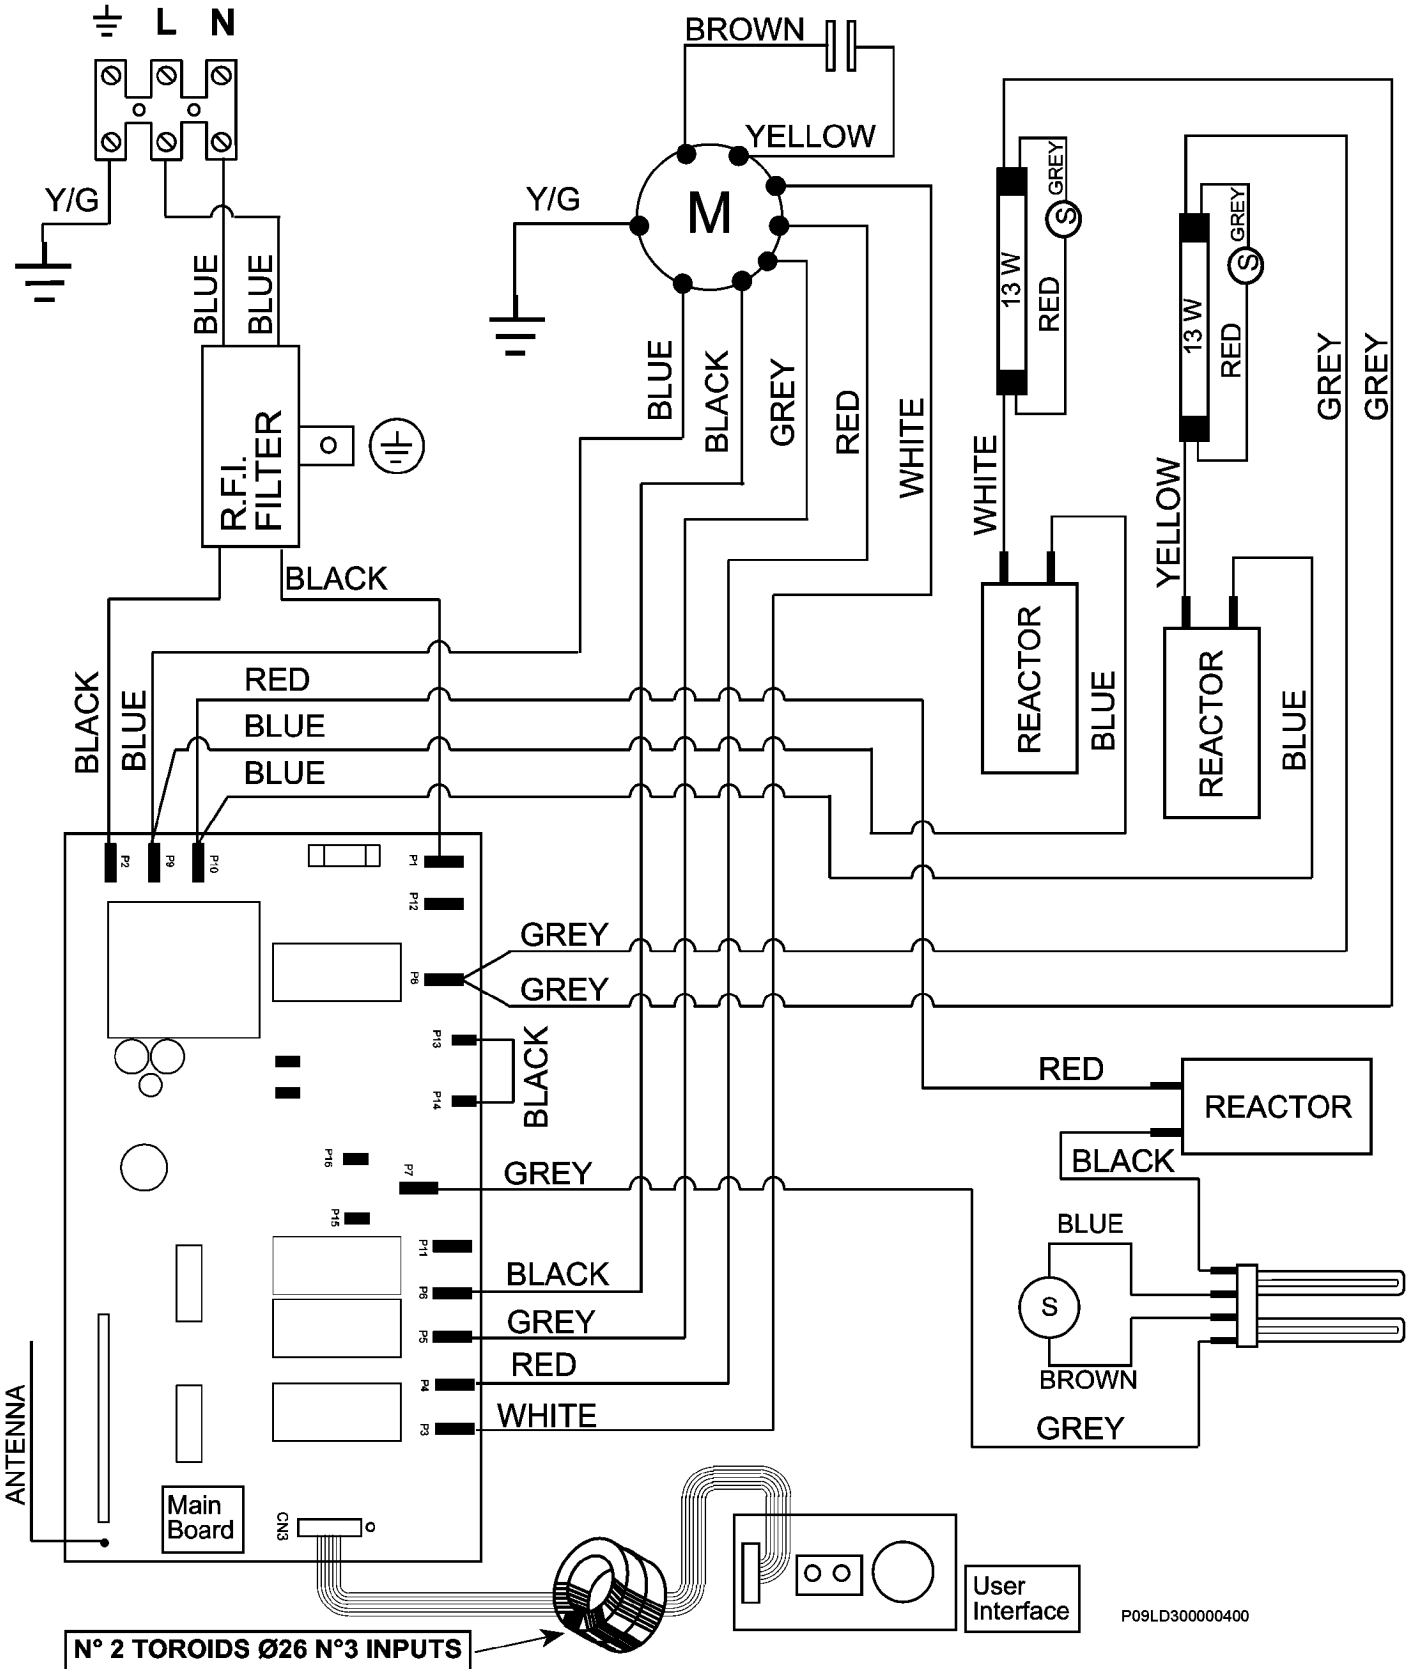 L N
BROWN
YELLOW
Y/G
Y/G
M
GREY
S
13 W
RED
GREY
S
13 W
RED
BLUE
BLUE
BLUE
BLACK
GREY
RED
WHITE
GREY
GREY
R.F.I.
FILTER
WHITE
YELLOW
BLACK
REACTOR
BLUE
REACTOR
BLUE
BLACK
BLUE
RED
BLUE
BLUE
P2
P9
P10
P1
P12
P8
GREY
GREY
P13
P14
BLACK
RED
REACTOR
BLACK
P16
P7
GREY
P15
BLUE
P11
P6
BLACK
S
P5
GREY
P4
RED
BROWN
P3
WHITE
GREY
ANTENNA
Main
Board
CN3
User
Interface
P09LD300000400
N° 2 TOROIDS Ø26 N°3 INPUTS